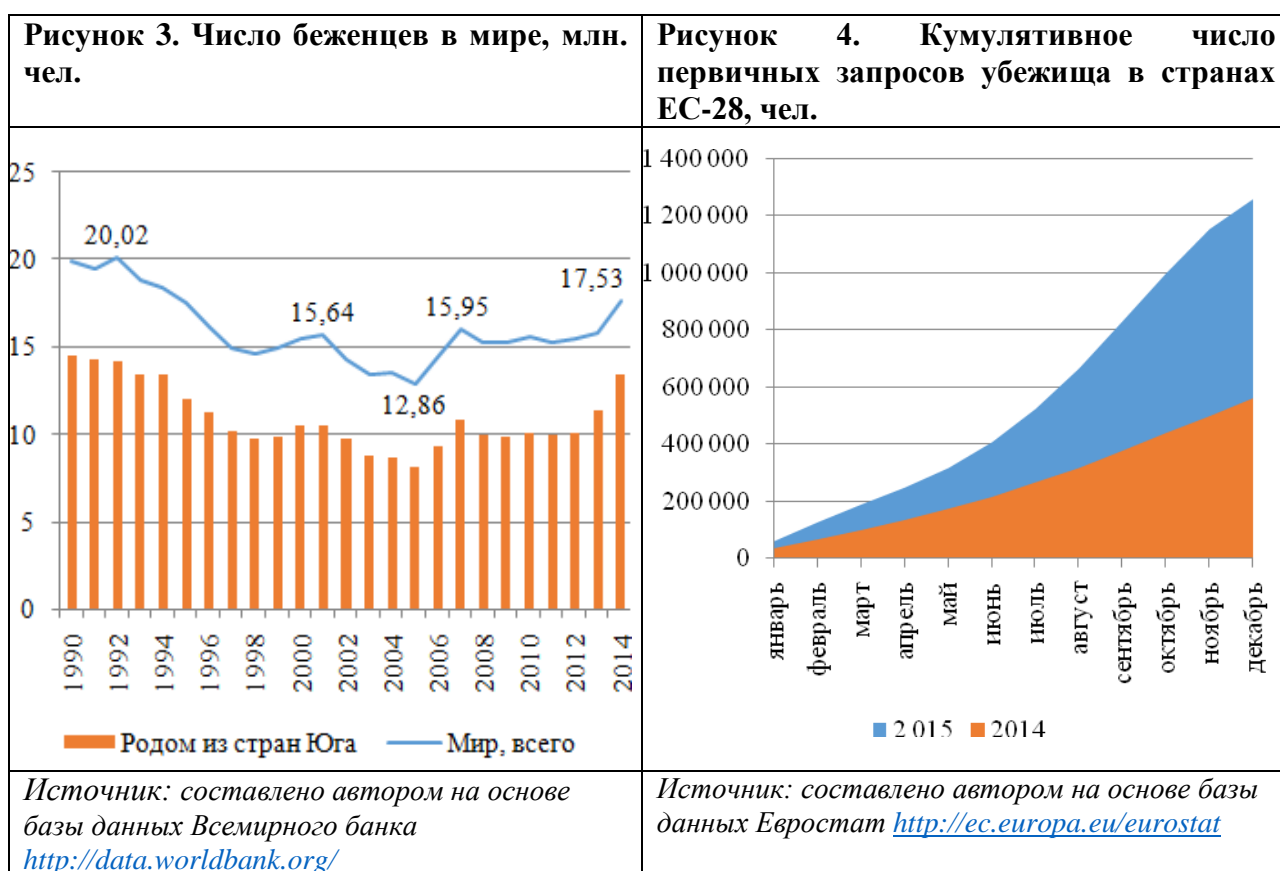 Рисунок 3. Число беженцев в мире, млн.
чел.
Рисунок 4. Кумулятивное число
первичных запросов убежища в странах
ЕС-28, чел.
25
20
15
10
5
0
20,02
15,64
15,95
17,53
12,86
1990
1992
1994
1996
1998
2000
2002
2004
2006
2008
2010
2012
2014
Родом из стран Юга
Мир, всего
1 400 000
1 200 000
1 000 000
800 000
600 000
400 000
200 000
0
январь
февраль
март
апрель
май
июнь
июль
август
сентябрь
октябрь
ноябрь
декабрь
2 015
2014
Источник: составлено автором на основе
базы данных Всемирного банка
http://data.worldbank.org/
Источник: составлено автором на основе базы
данных Евростат http://ec.europa.eu/eurostat